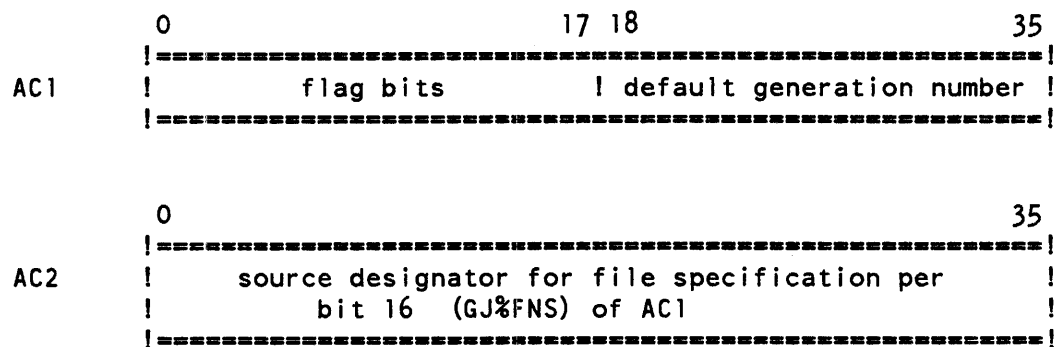 0 17 18 35
!=======================================================!
AC1 ! flag bits ! default generation number !
!=======================================================!
0 35
!=======================================================!
AC2 ! source designator for file specification per !
! bit 16 (GJ%FNS) of AC1 !
!=======================================================!